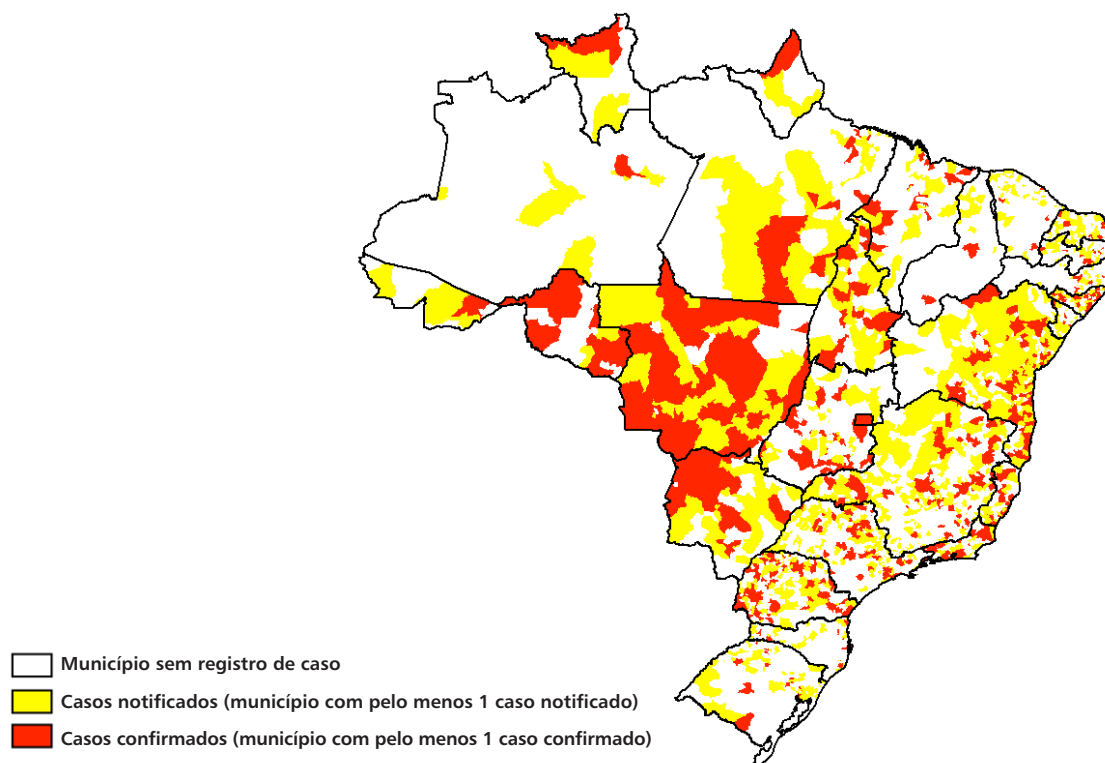 Município sem registro de caso
Casos notificados (município com pelo menos 1 caso notificado)
Casos confirmados (município com pelo menos 1 caso confirmado)